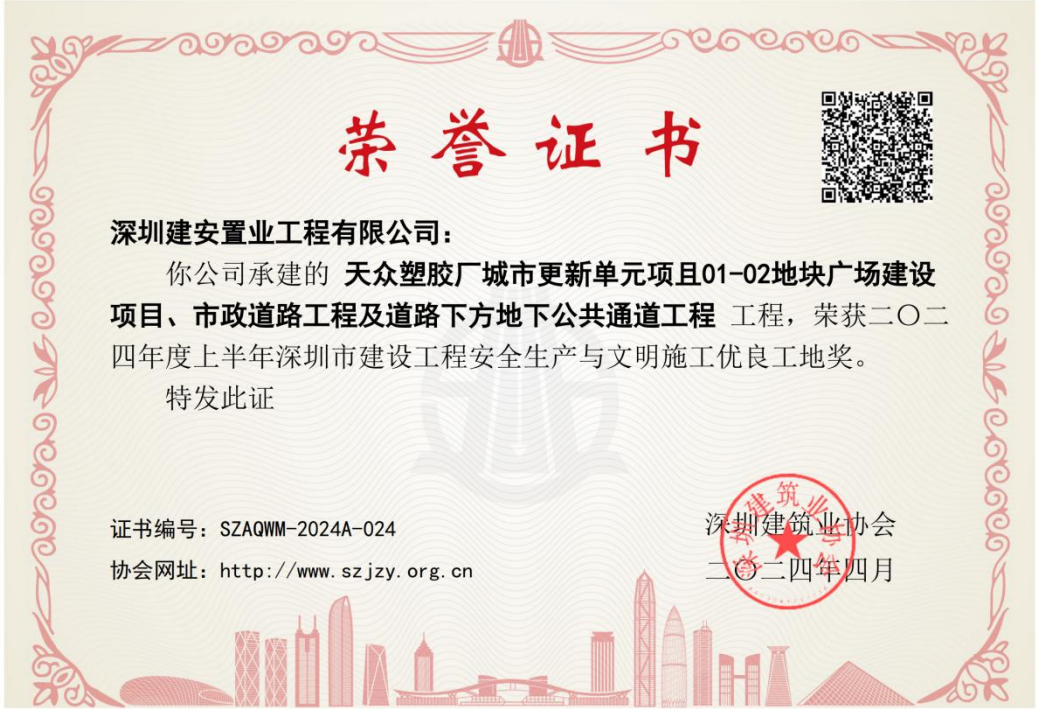 荣誉证书
深圳建安置业工程有限公司：
你公司承建的 天众塑胶厂城市更新单元项且01-02地块广场建设
项目、市政道路工程及道路下方地下公共通道工程 工程，荣获二〇二
四年度上半年深圳市建设工程安全生产与文明施工优良工地奖。
特发此证
证书编号：SZAQWM-2024A-024
深圳建筑业协会
协会网址：http://www.szjzy.org.cn
二〇二四年四月
深圳建筑业协会